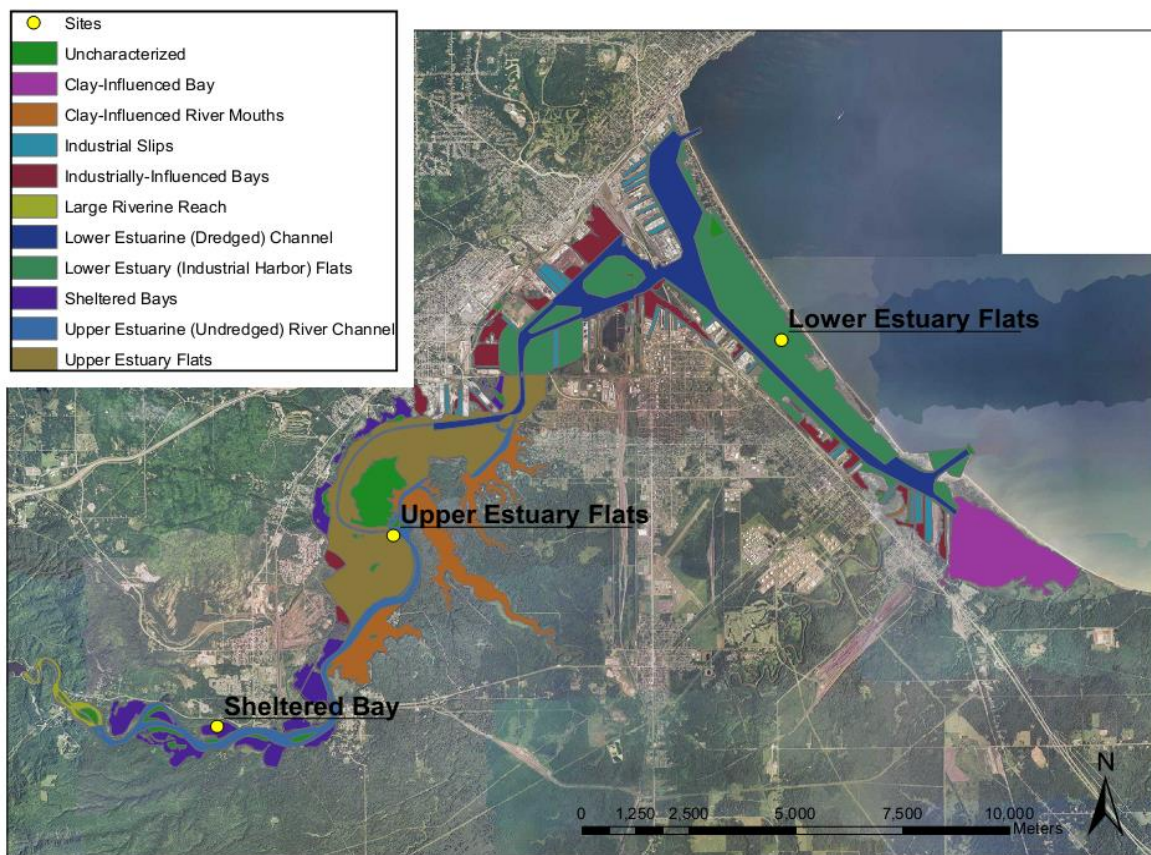 Sites
Uncharacterized
Clay-Influenced Bay
Clay-Influenced River Mouths
Industrial Slips
Industrially-Influenced Bays
Large Riverine Reach
Lower Estuarine (Dredged) Channel
Lower Estuary (Industrial Harbor) Flats
Sheltered Bays
Upper Estuarine (Undredged) River Channel
Upper Estuary Flats
Lower Estuary Flats
Upper Estuary Flats
Sheltered Bay
N
0 1,250 2,500 5,000 7,500 10,000
Meters